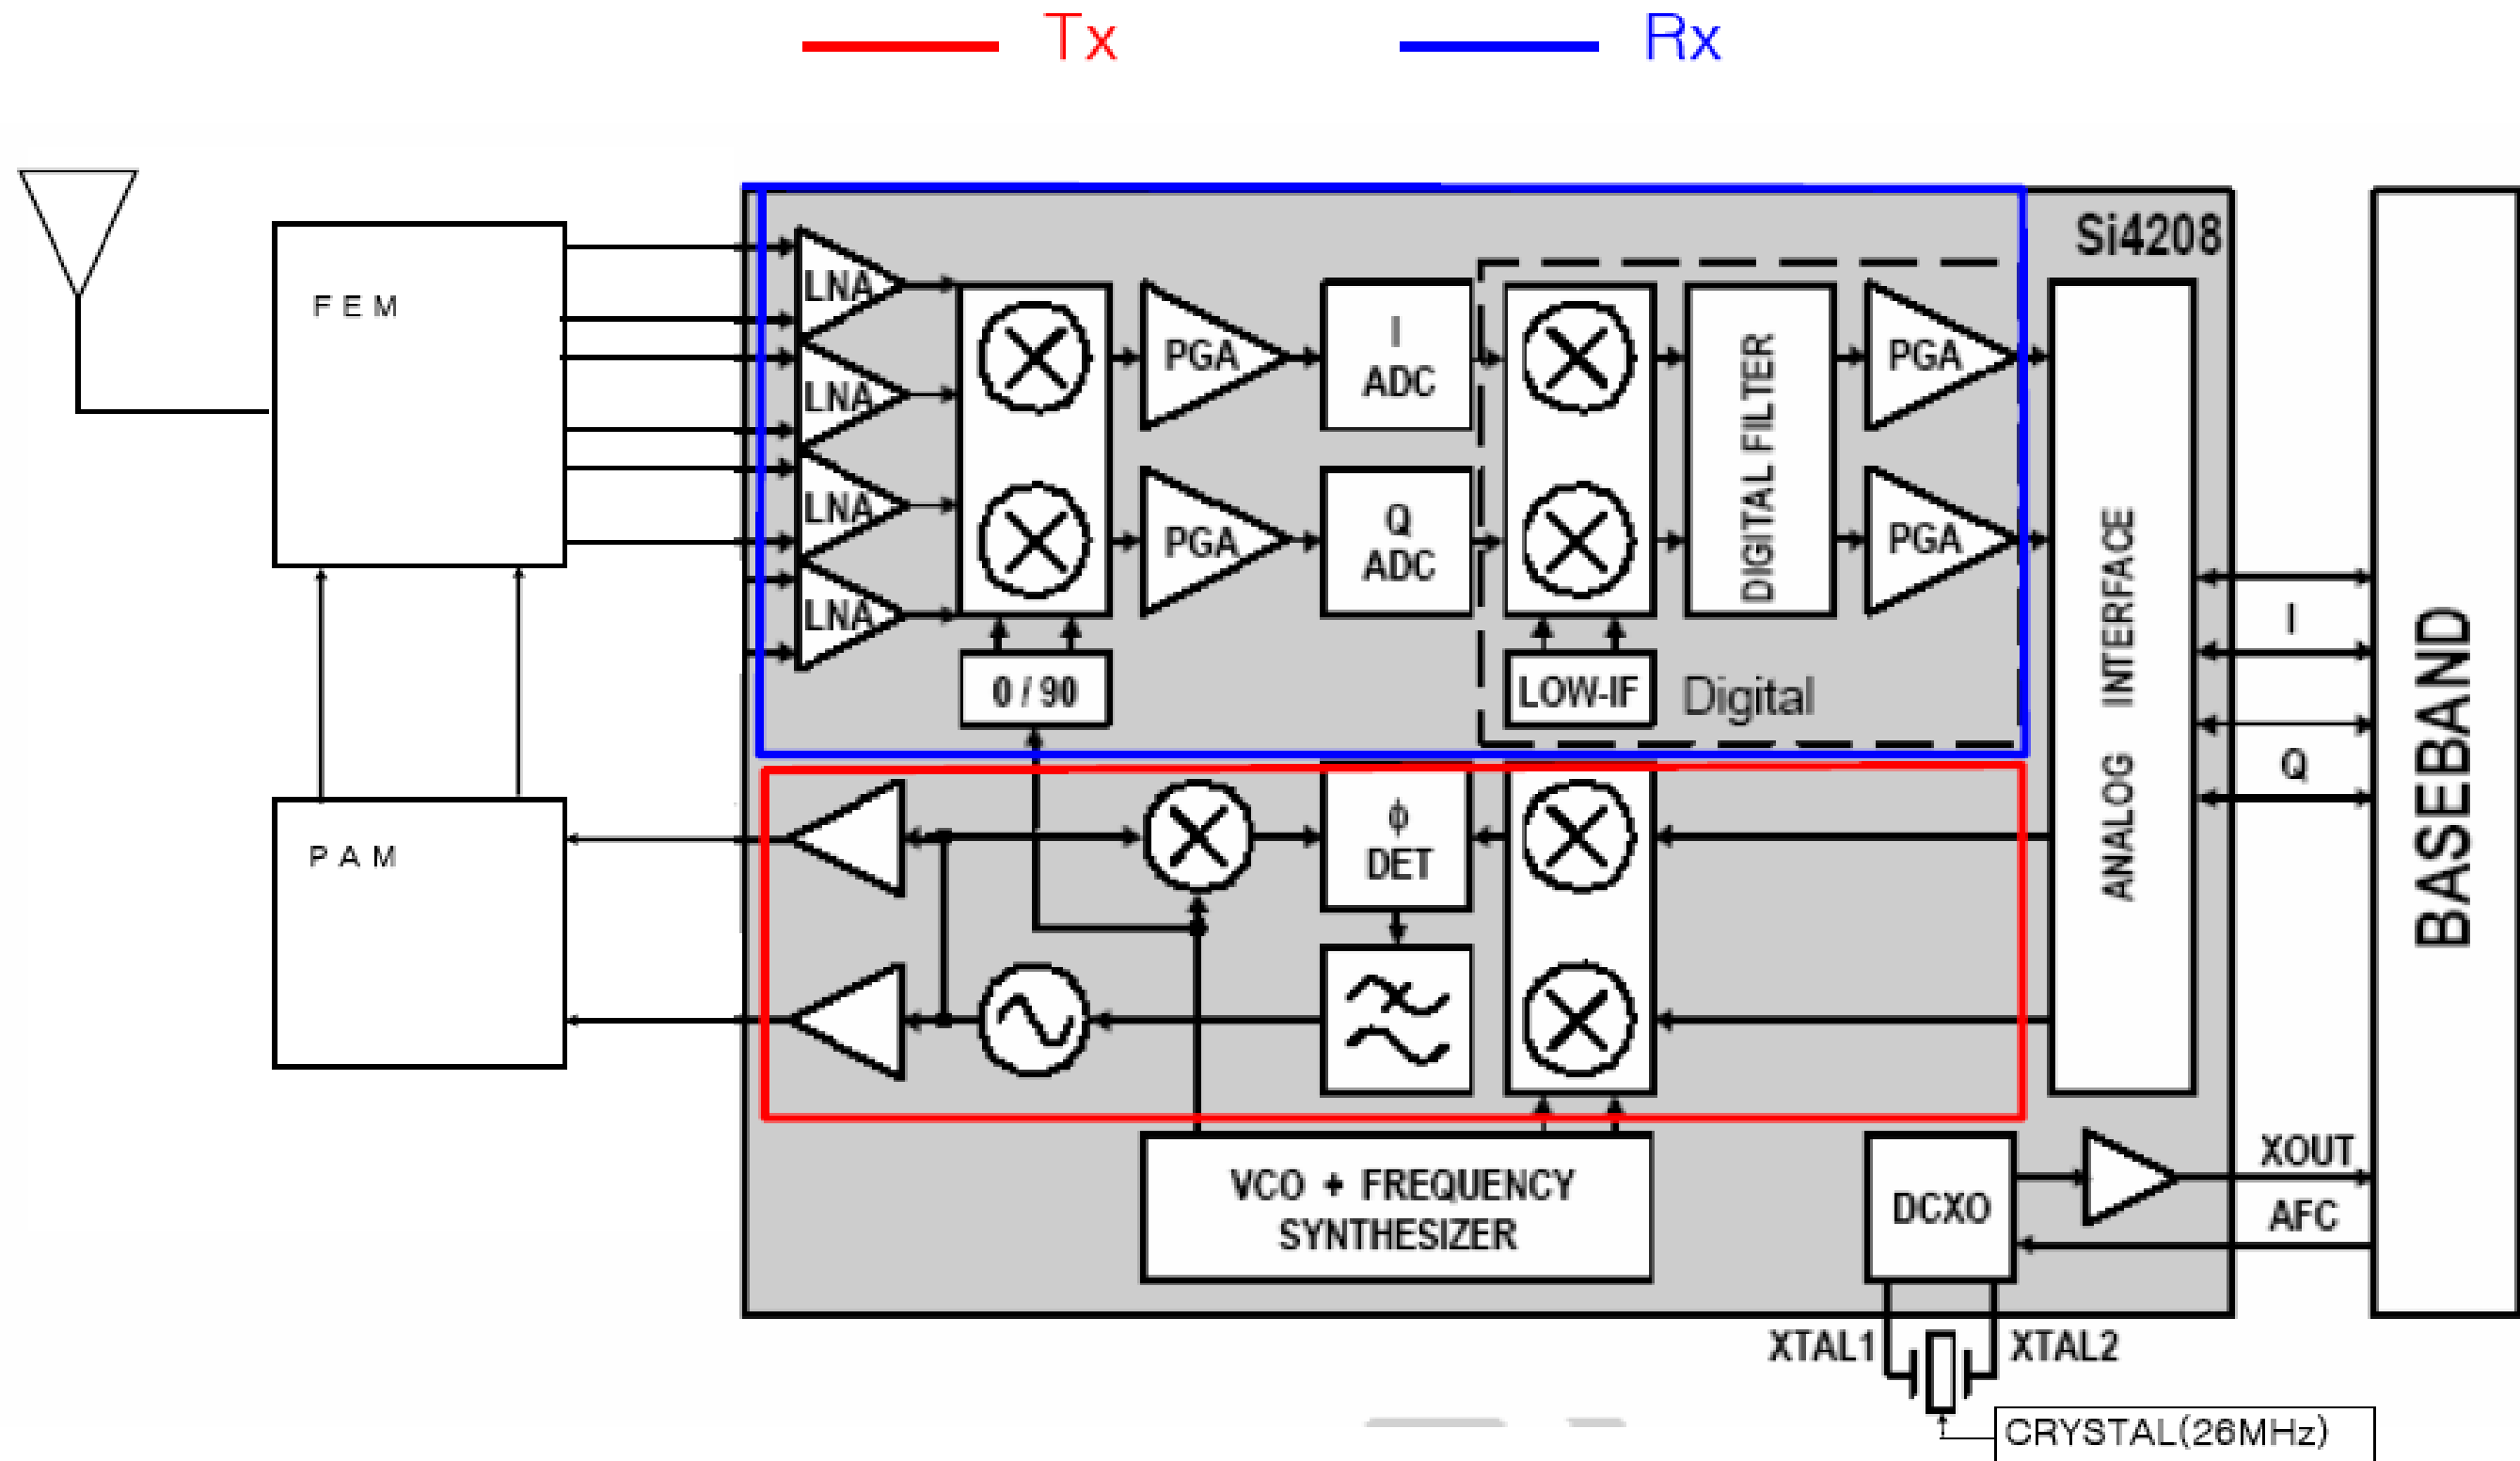 Tx
Rx
Si4208
FEM
LNA
LNA
LNA
LNA
PGA
PGA
I
ADC
Q
ADC
DIGITAL FILTER
PGA
PGA
0 / 90
LOW-IF
Digital
ANALOG INTERFACE
I
Q
BASEBAND
PAM
ϕ
DET
VCO + FREQUENCY
SYNTHESIZER
DCXO
XOUT
AFC
XTAL1
XTAL2
CRYSTAL(26MHz)